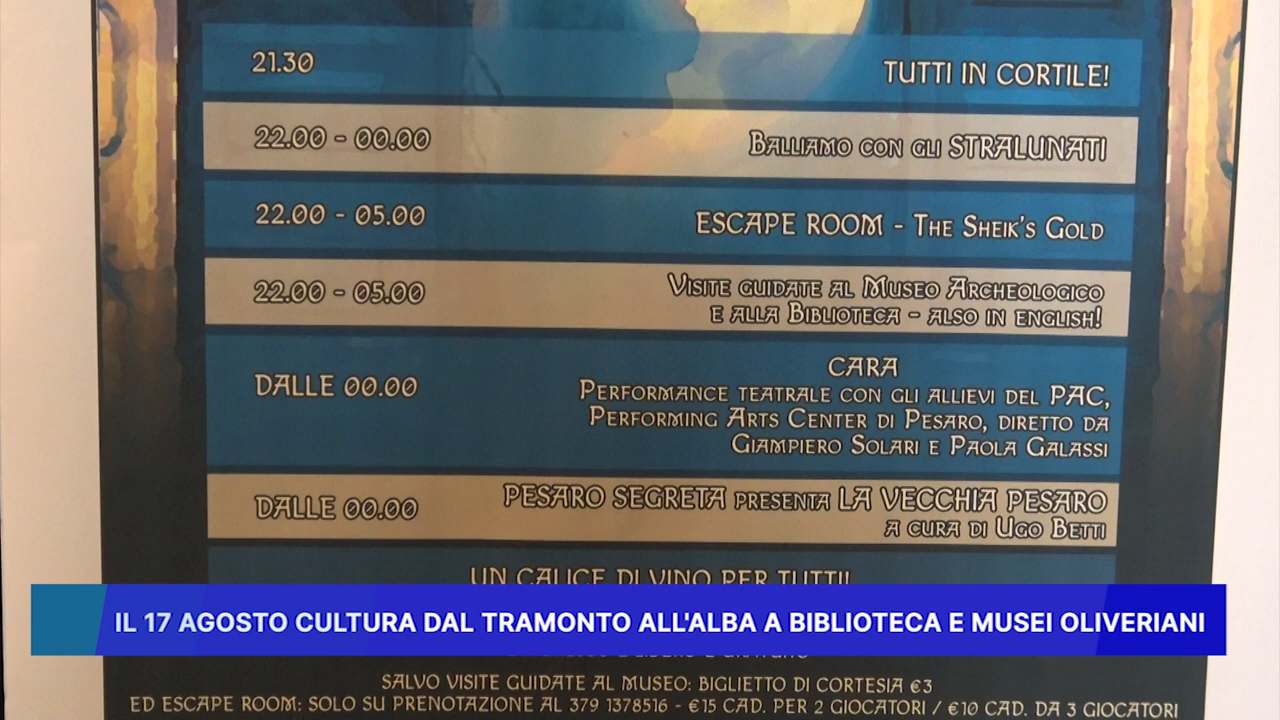 21.30 TUTTI IN CORTILE!
22.00 - 00.00 BALLIAMO CON GLI STRALUNATI
22.00 - 05.00 ESCAPE ROOM - THE SHEIK'S GOLD
22.00 - 05.00 VISITE GUIDATE AL MUSEO ARCHEOLOGICO
E ALLA BIBLIOTECA - ALSO IN ENGLISH!
CARA
DALLE 00.00 PERFORMANCE TEATRALE CON GLI ALLIEVI DEL PAC,
PERFORMING ARTS CENTER DI PESARO, DIRETTO DA
GIAMPIERO SOLARI E PAOLA GALASSI
DALLE 00.00 PESARO SEGRETA PRESENTA LA VECCHIA PESARO
A CURA DI UGO BETTI
UN CALICE DI VINO PER TUTTI!
IL 17 AGOSTO CULTURA DAL TRAMONTO ALL'ALBA A BIBLIOTECA E MUSEI OLIVERIANI
SALVO VISITE GUIDATE AL MUSEO: BIGLIETTO DI CORTESIA €3
ED ESCAPE ROOM: SOLO SU PRENOTAZIONE AL 379 1378516 - €15 CAD. PER 2 GIOCATORI / €10 CAD. DA 3 GIOCATORI